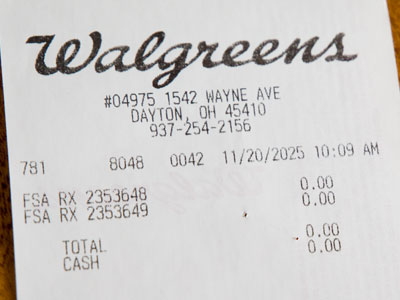 Walgreens
#04975 1542 WAYNE AVE
DAYTON, OH 45410
937-254-2156
781 8048 0042 11/20/2025 10:09 AM
FSA RX 2353648 0.00
FSA RX 2353649 0.00
TOTAL 0.00
CASH 0.00